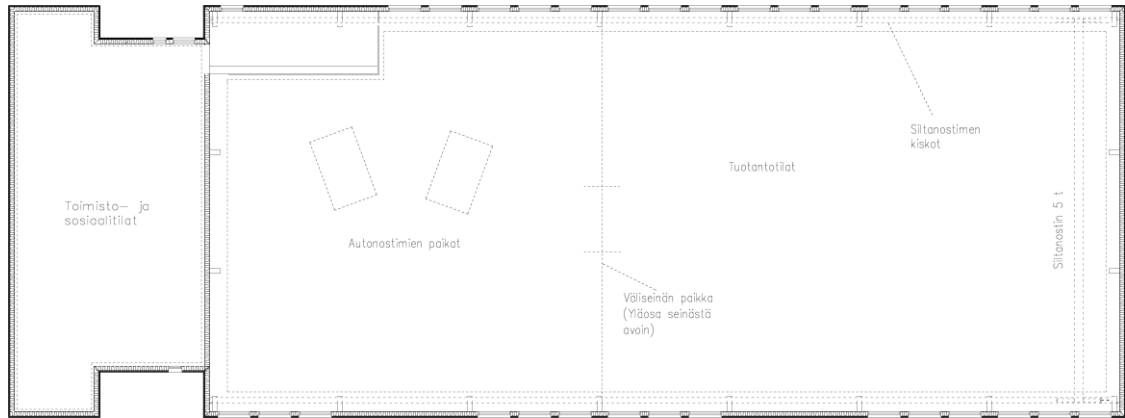 Siltanostimen
kiskot
Tuotantotilat
Toimisto– ja
sosiaalitilat
Siltanostin 5 t
Autonostimien paikat
Väliseinän paikka
(Yläosa seinästä
avoin)